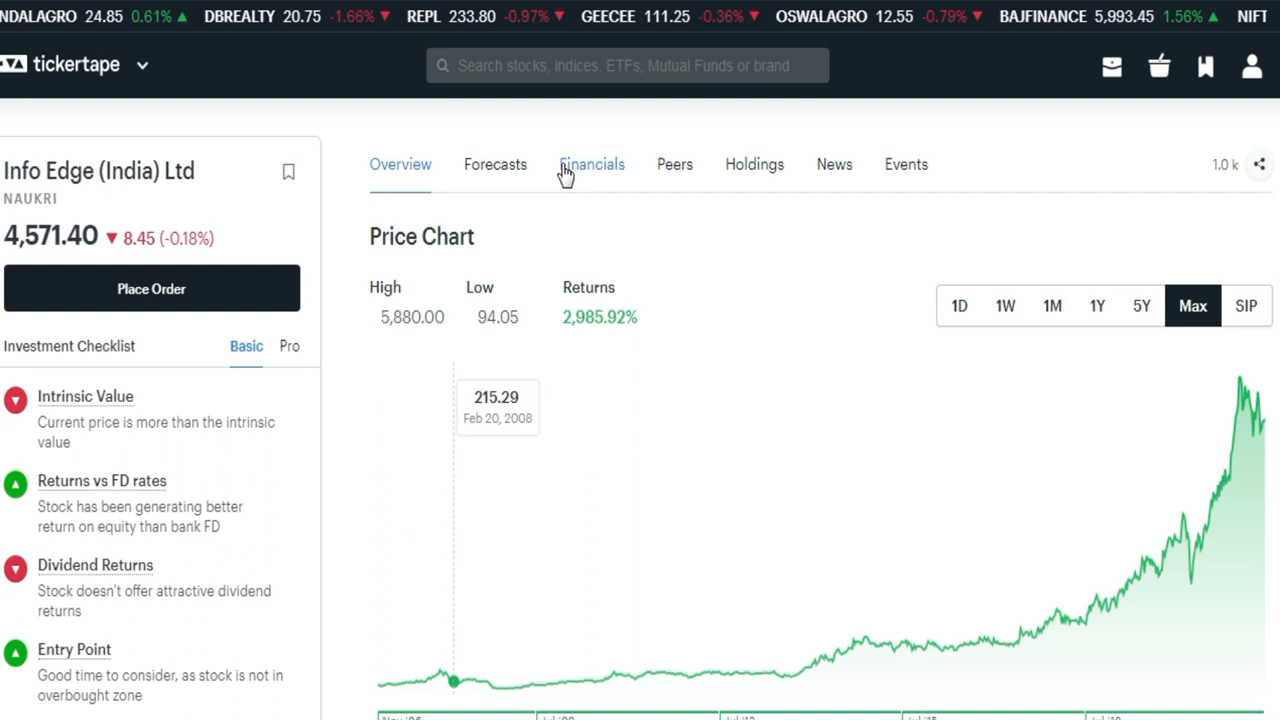 NDALAGRO 24.85 0.61% ▲ DBREALTY 20.75 -1.66% ▼ REPL 233.80 -0.97% ▼ GEECEE 111.25 -0.36% ▼ OSWALAGRO 12.55 -0.79% ▼ BAJFINANCE 5,993.45 1.56% ▲ NIFT
tickertape
Search stocks, indices, ETFs, Mutual Funds or brand
Info Edge (India) Ltd
NAUKRI
4,571.40 ▼ 8.45 (-0.18%)
Place Order
Investment Checklist Basic Pro
Intrinsic Value
Current price is more than the intrinsic
value
Returns vs FD rates
Stock has been generating better
return on equity than bank FD
Dividend Returns
Stock doesn't offer attractive dividend
returns
Entry Point
Good time to consider, as stock is not in
overbought zone
Overview Forecasts Financials Peers Holdings News Events 1.0 k
Price Chart
High Low Returns
5,880.00 94.05 2,985.92%
1D 1W 1M 1Y 5Y Max SIP
215.29
Feb 20, 2008